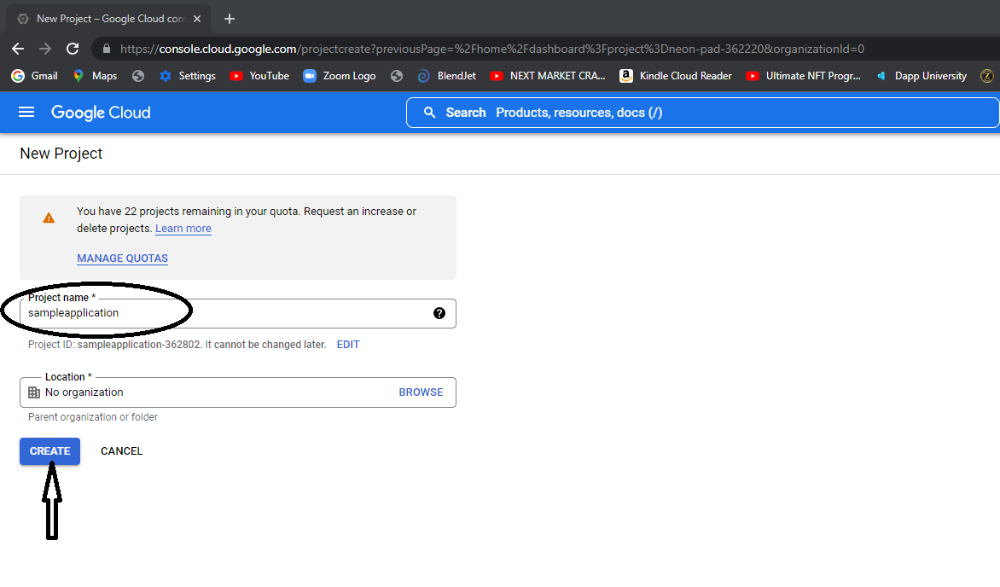 New Project – Google Cloud con
https://console.cloud.google.com/projectcreate?previousPage=%2Fhome%2Fdashboard%3Fproject%3Dneon-pad-362220&organizationId=0
Gmail Maps Settings YouTube Zoom Logo BlendJet NEXT MARKET CRA... Kindle Cloud Reader Ultimate NFT Progr... Dapp University
Google Cloud Search Products, resources, docs (/)
New Project
You have 22 projects remaining in your quota. Request an increase or
delete projects. Learn more
MANAGE QUOTAS
Project name *
sampleapplication
Project ID: sampleapplication-362802. It cannot be changed later. EDIT
Location *
No organization BROWSE
Parent organization or folder
CREATE CANCEL